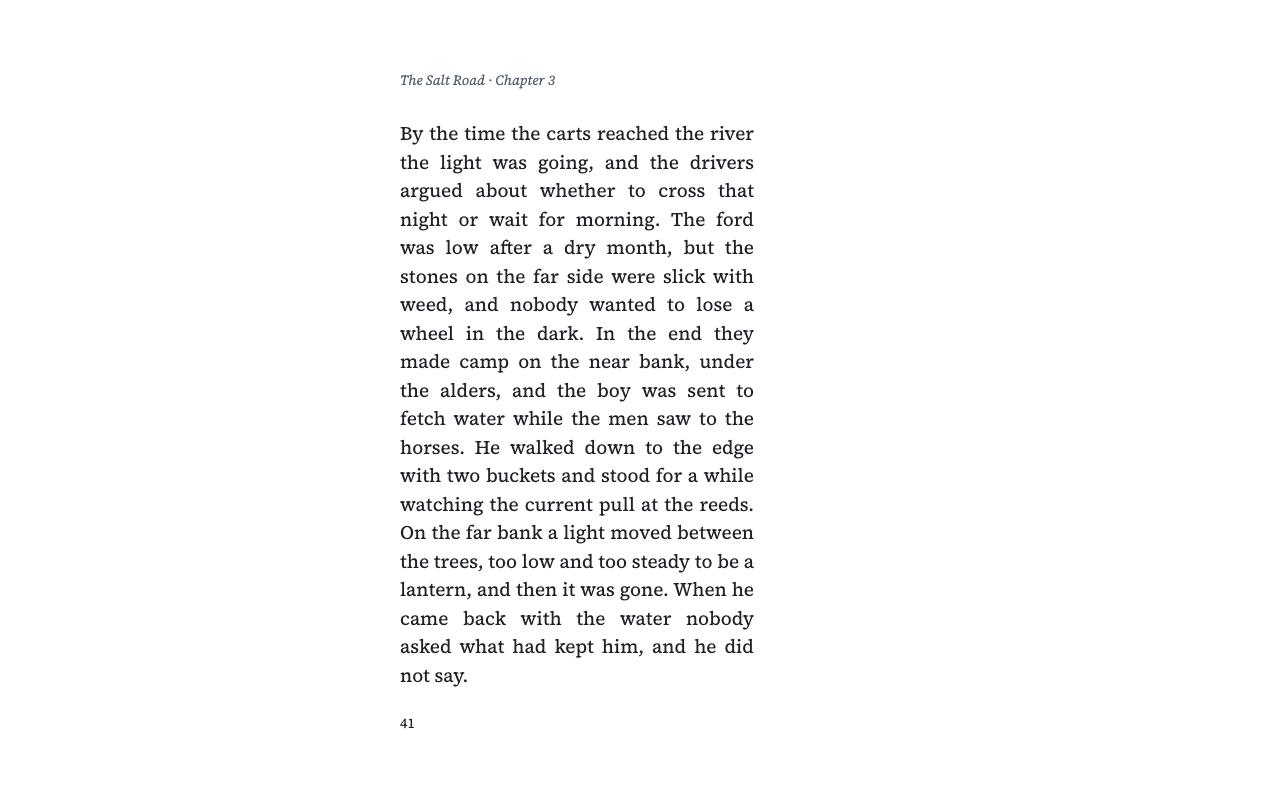 The Salt Road · Chapter 3
By the time the carts reached the river
the light was going, and the drivers
argued about whether to cross that
night or wait for morning. The ford
was low after a dry month, but the
stones on the far side were slick with
weed, and nobody wanted to lose a
wheel in the dark. In the end they
made camp on the near bank, under
the alders, and the boy was sent to
fetch water while the men saw to the
horses. He walked down to the edge
with two buckets and stood for a while
watching the current pull at the reeds.
On the far bank a light moved between
the trees, too low and too steady to be a
lantern, and then it was gone. When he
came back with the water nobody
asked what had kept him, and he did
not say.
41